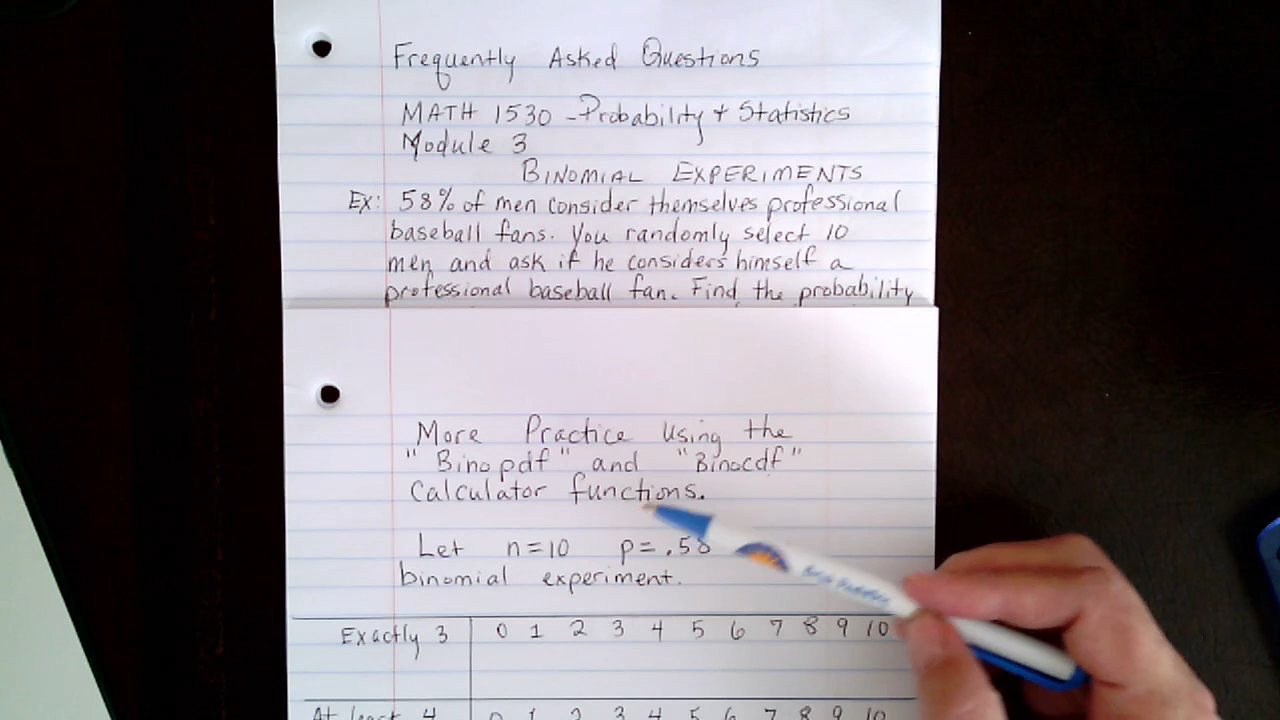 Frequently Asked Questions
MATH 1530 - Probability + Statistics
Module 3
BINOMIAL EXPERIMENTS
Ex: 58% of men consider themselves professional
baseball fans. You randomly select 10
men and ask if he considers himself a
professional baseball fan. Find the probability
More Practice using the
"Binopdf" and "Binocdf"
Calculator functions.
Let n=10 p=.58
binomial experiment.
Exactly 3 0 1 2 3 4 5 6 7 8 9 10
At least 4 0 1 2 3 4 5 6 7 8 9 10